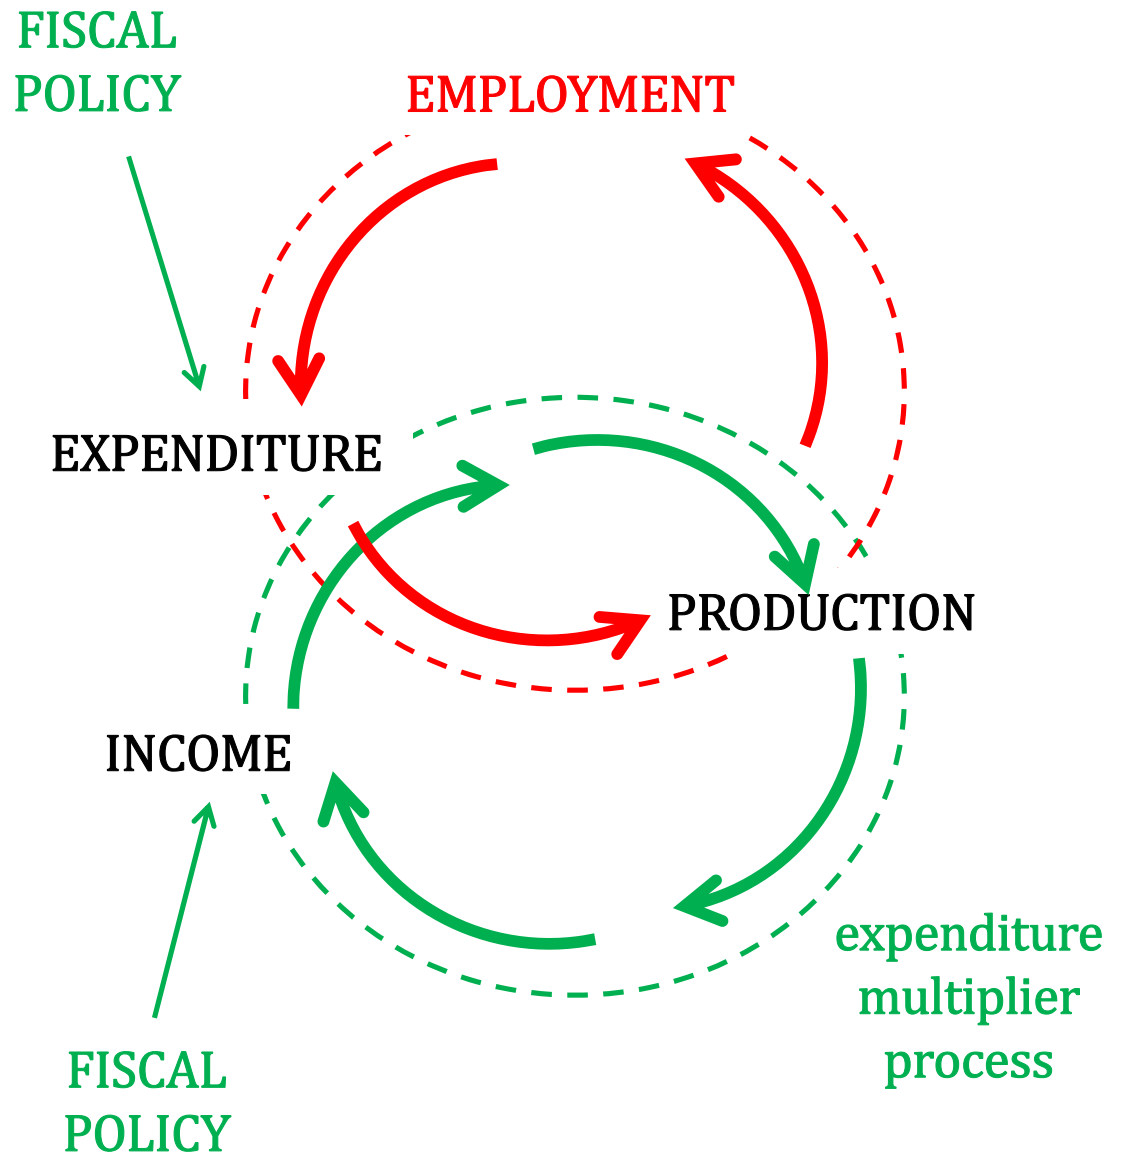 FISCAL
POLICY
EMPLOYMENT
EXPENDITURE
PRODUCTION
INCOME
expenditure
multiplier
process
FISCAL
POLICY